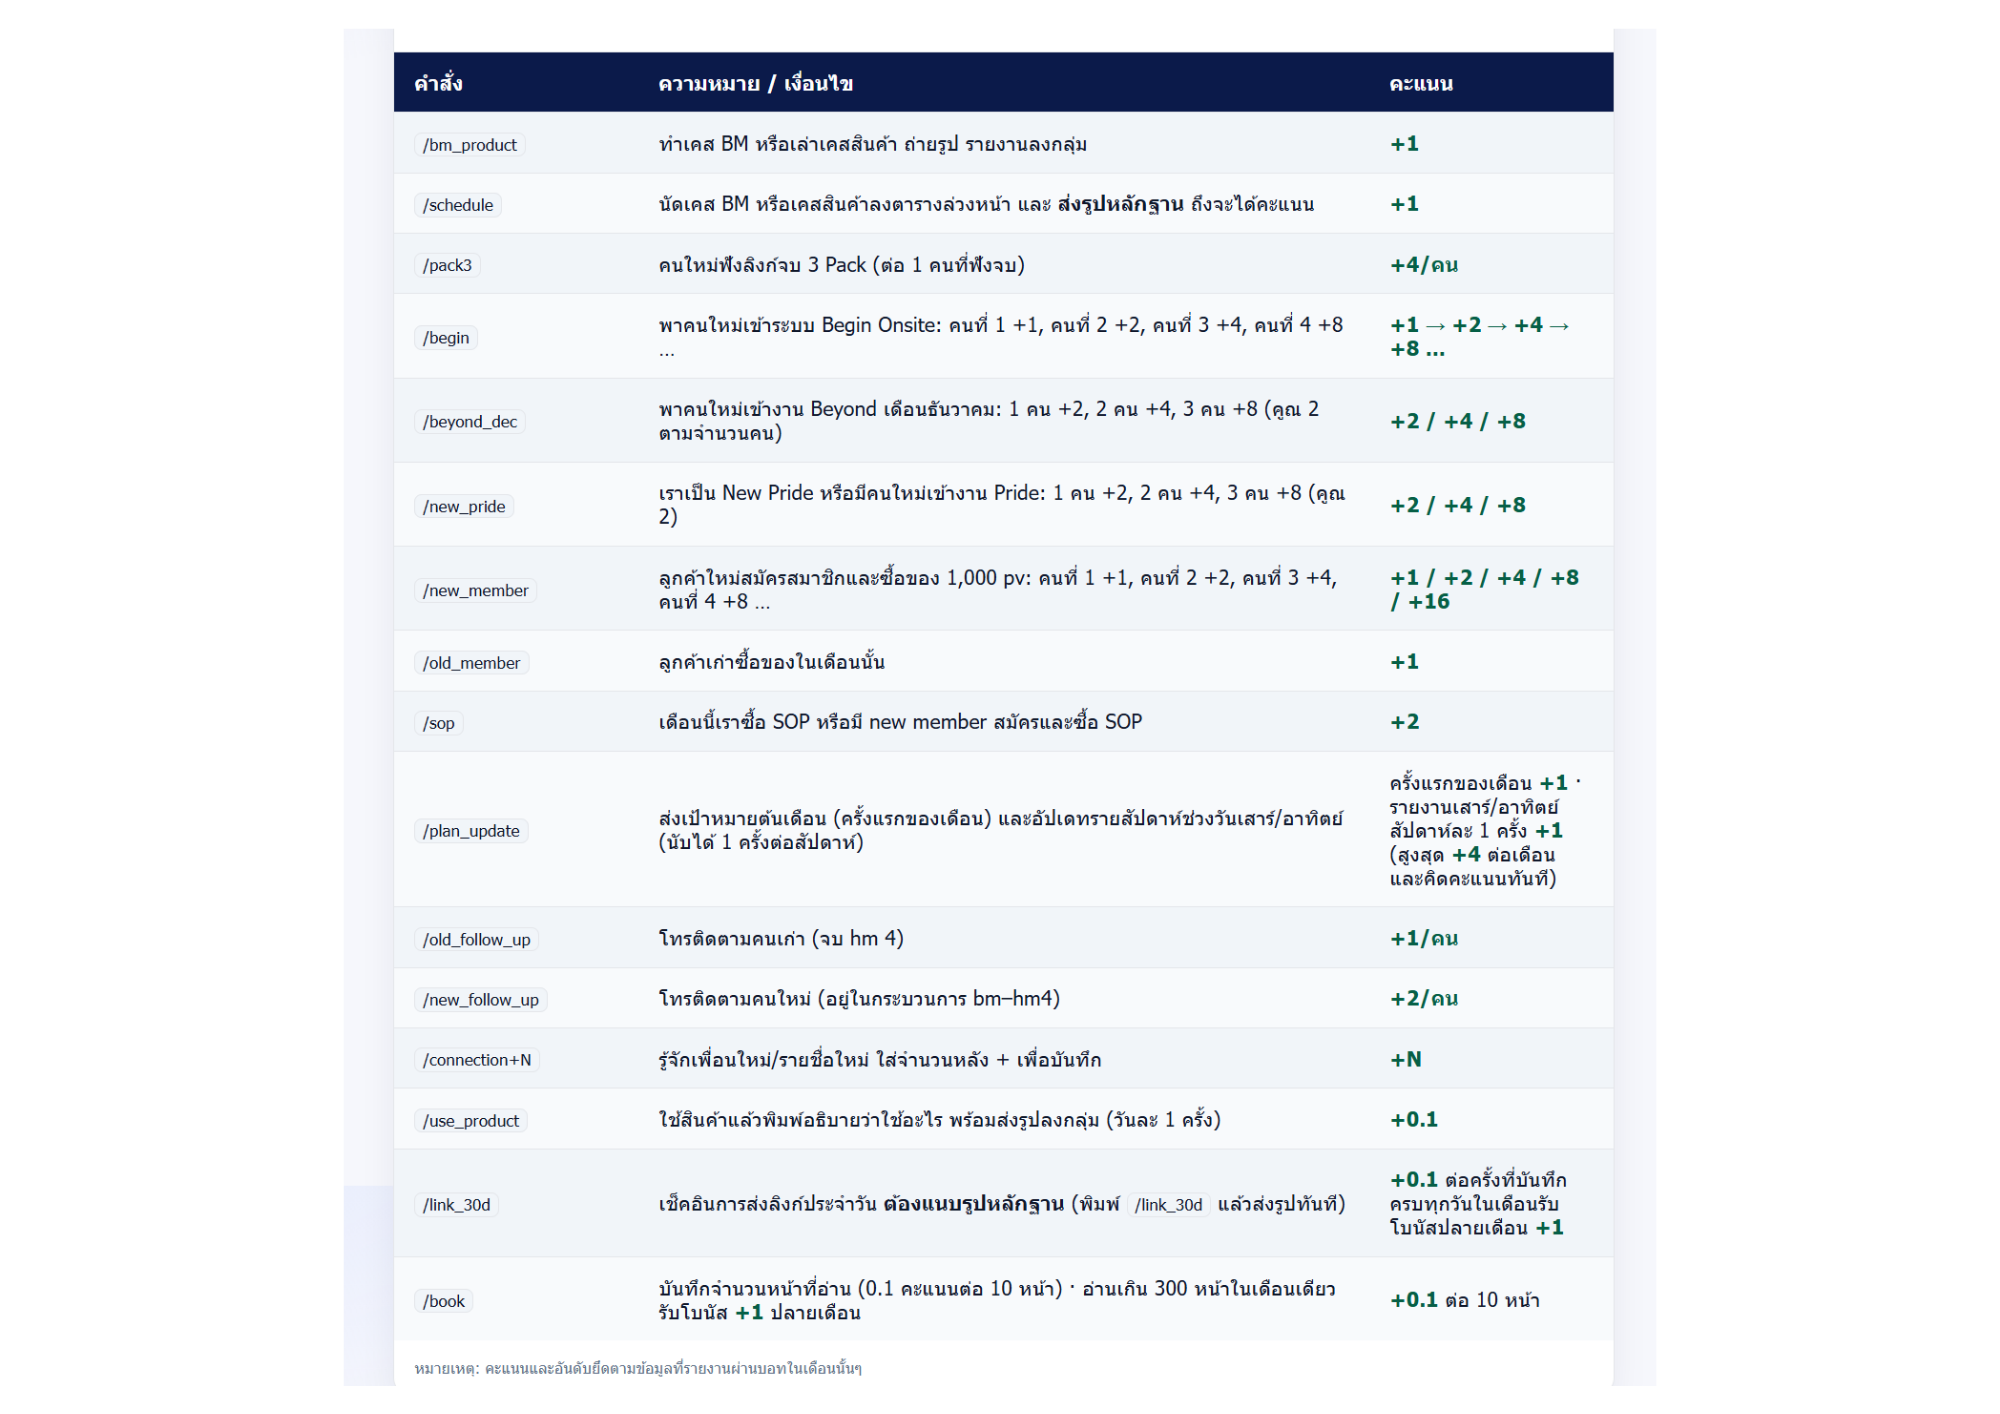 คำสั่ง ความหมาย / เงื่อนไข คะแนน
/bm_product ทำเคส BM หรือเล่าเคสสินค้า ถ่ายรูป รายงานลงกลุ่ม +1
/schedule นัดเคส BM หรือเคสสินค้าลงตารางล่วงหน้า และ ส่งรูปหลักฐาน ถึงจะได้คะแนน +1
/pack3 คนใหม่ฟังลิงก์จบ 3 Pack (ต่อ 1 คนที่ฟังจบ) +4/คน
/begin
พาคนใหม่เข้าระบบ Begin Onsite: คนที่ 1 +1, คนที่ 2 +2, คนที่ 3 +4, คนที่ 4 +8
...
+1 → +2 → +4 →
+8 ...
/beyond_dec
พาคนใหม่เข้างาน Beyond เดือนธันวาคม: 1 คน +2, 2 คน +4, 3 คน +8 (คูณ 2
ตามจำนวนคน)
+2 / +4 / +8
/new_pride
เราเป็น New Pride หรือมีคนใหม่เข้างาน Pride: 1 คน +2, 2 คน +4, 3 คน +8 (คูณ
2)
+2 / +4 / +8
/new_member
ลูกค้าใหม่สมัครสมาชิกและซื้อของ 1,000 pv: คนที่ 1 +1, คนที่ 2 +2, คนที่ 3 +4,
คนที่ 4 +8 ...
+1 / +2 / +4 / +8
/ +16
/old_member ลูกค้าเก่าซื้อของในเดือนนั้น +1
/sop เดือนนี้เราซื้อ SOP หรือมี new member สมัครและซื้อ SOP +2
/plan_update
ส่งเป้าหมายต้นเดือน (ครั้งแรกของเดือน) และอัปเดทรายสัปดาห์ช่วงวันเสาร์/อาทิตย์
(นับได้ 1 ครั้งต่อสัปดาห์)
ครั้งแรกของเดือน +1 ·
รายงานเสาร์/อาทิตย์
สัปดาห์ละ 1 ครั้ง +1
(สูงสุด +4 ต่อเดือน
และคิดคะแนนทันที)
/old_follow_up โทรติดตามคนเก่า (จบ hm 4) +1/คน
/new_follow_up โทรติดตามคนใหม่ (อยู่ในกระบวนการ bm–hm4) +2/คน
/connection+N รู้จักเพื่อนใหม่/รายชื่อใหม่ ใส่จำนวนหลัง + เพื่อบันทึก +N
/use_product ใช้สินค้าแล้วพิมพ์อธิบายว่าใช้อะไร พร้อมส่งรูปลงกลุ่ม (วันละ 1 ครั้ง) +0.1
/link_30d
เช็คอินการส่งลิงก์ประจำวัน ต้องแนบรูปหลักฐาน (พิมพ์ /link_30d แล้วส่งรูปทันที)
+0.1 ต่อครั้งที่บันทึก
ครบทุกวันในเดือนรับ
โบนัสปลายเดือน +1
/book
บันทึกจำนวนหน้าที่อ่าน (0.1 คะแนนต่อ 10 หน้า) · อ่านเกิน 300 หน้าในเดือนเดียว
รับโบนัส +1 ปลายเดือน
+0.1 ต่อ 10 หน้า
หมายเหตุ: คะแนนและอันดับยึดตามข้อมูลที่รายงานผ่านบอทในเดือนนั้นๆ